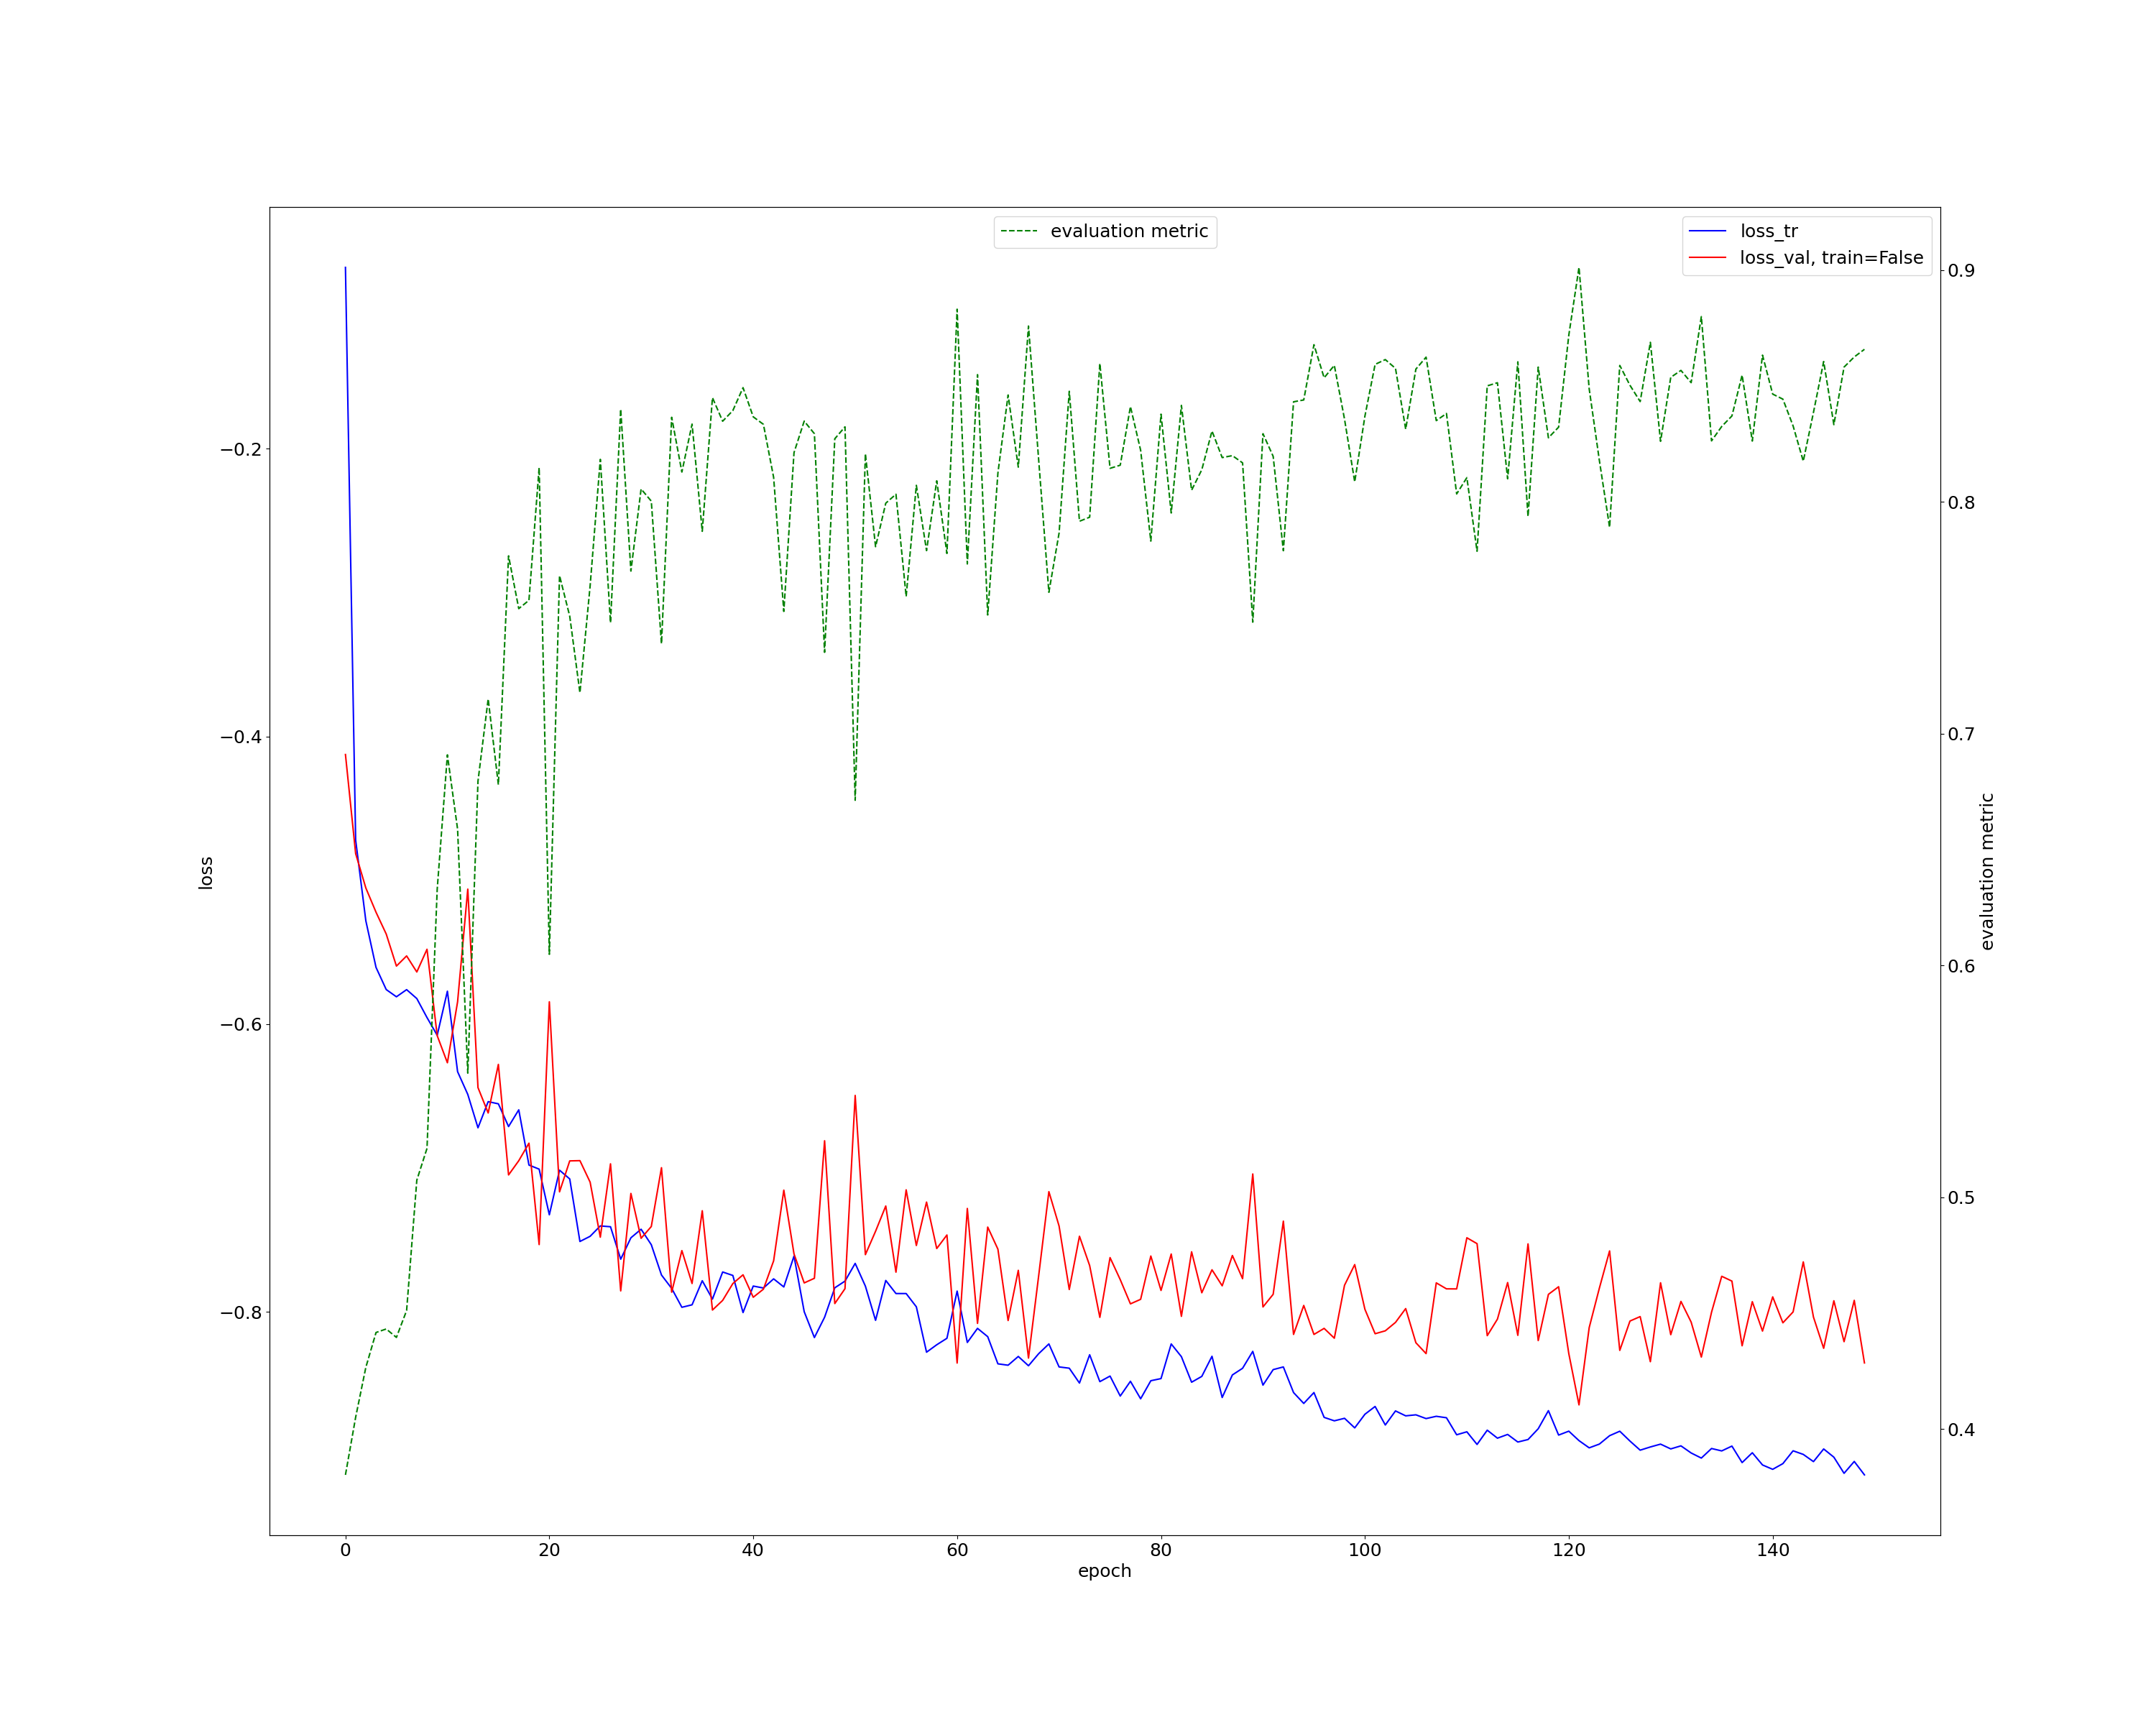 evaluation metric
loss_tr
loss_val, train=False
0.9
0.8
0.7
0.6
0.5
0.4
evaluation metric
−0.2
−0.4
−0.6
−0.8
loss
0 20 40 60 80 100 120 140
epoch